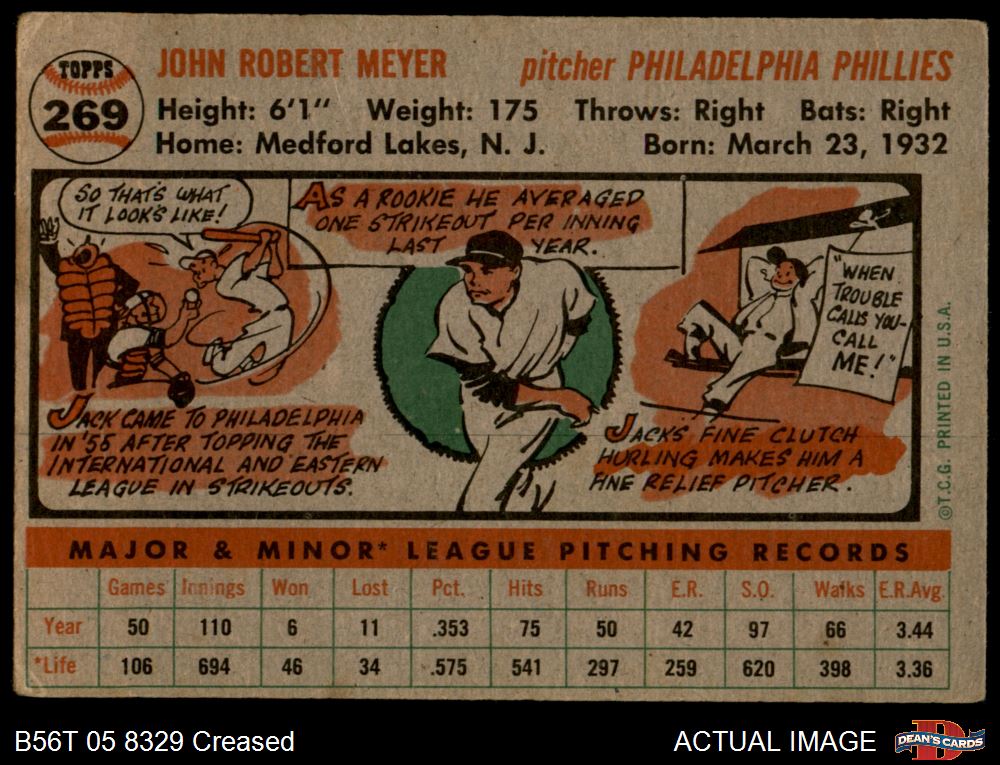 TOPPS
269
JOHN ROBERT MEYER pitcher PHILADELPHIA PHILLIES
Height: 6'1" Weight: 175 Throws: Right Bats: Right
Home: Medford Lakes, N. J. Born: March 23, 1932
SO THAT'S WHAT
IT LOOKS LIKE!
AS A ROOKIE HE AVERAGED
ONE STRIKEOUT PER INNING
LAST YEAR.
"WHEN
TROUBLE
CALLS YOU-
CALL
ME!"
JACK CAME TO PHILADELPHIA
IN '55 AFTER TOPPING THE
INTERNATIONAL AND EASTERN
LEAGUE IN STRIKEOUTS.
JACKS FINE CLUTCH
HURLING MAKES HIM A
FINE RELIEF PITCHER.
©T.C.G. PRINTED IN U.S.A.
MAJOR & MINOR* LEAGUE PITCHING RECORDS
Games Innings Won Lost Pct. Hits Runs E.R. S.O. Walks E.R.Avg.
Year 50 110 6 11 .353 75 50 42 97 66 3.44
*Life 106 694 46 34 .575 541 297 259 620 398 3.36
B56T 05 8329 Creased ACTUAL IMAGE
DEAN'S CARDS